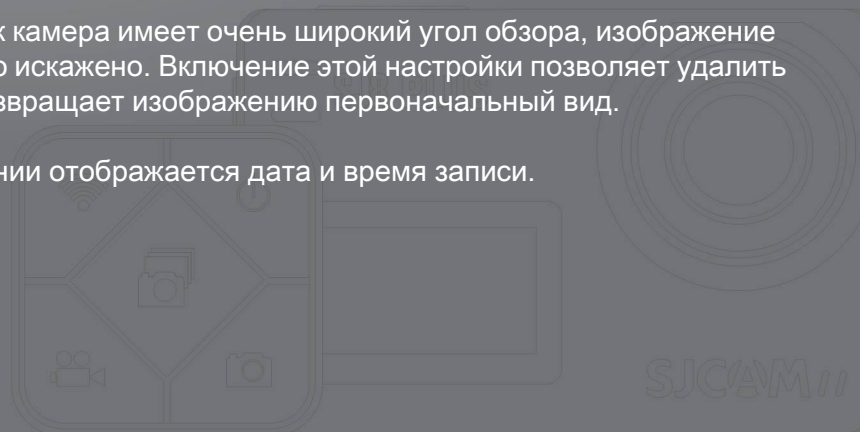 к камера имеет очень широкий угол обзора, изображение
о искажено. Включение этой настройки позволяет удалить
звращает изображению первоначальный вид.
нии отображается дата и время записи.
SJCAM